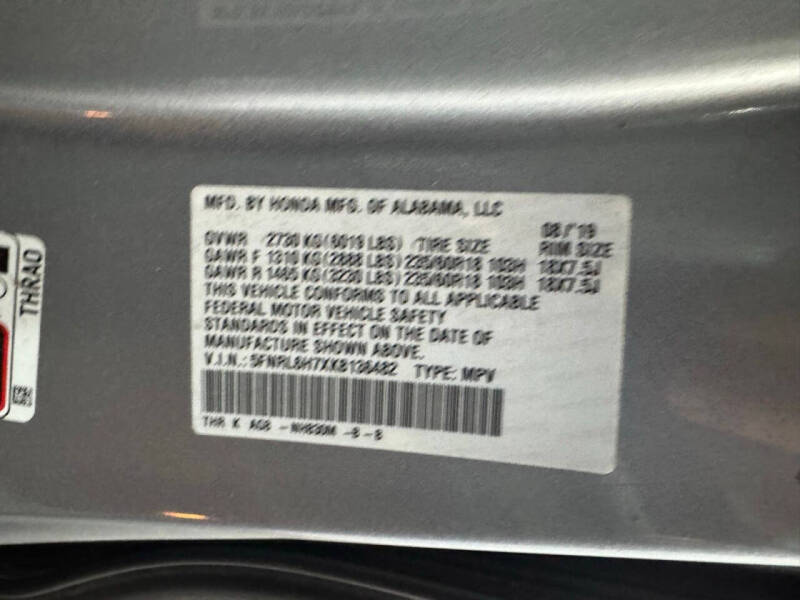 MFD. BY HONDA MFG. OF ALABAMA, LLC
08/'19
GVWR 2730 KG(6019 LBS) TIRE SIZE RIM SIZE
GAWR F 1310 KG(2888 LBS) 235/60R18 103H 18X7.5J
GAWR R 1465 KG(3230 LBS) 235/60R18 103H 18X7.5J
THIS VEHICLE CONFORMS TO ALL APPLICABLE
FEDERAL MOTOR VEHICLE SAFETY
STANDARDS IN EFFECT ON THE DATE OF
MANUFACTURE SHOWN ABOVE.
V.I.N.: 5FNRL6H7XKB136482 TYPE: MPV
THR K AG8 -NH830M -B - B
THRA0